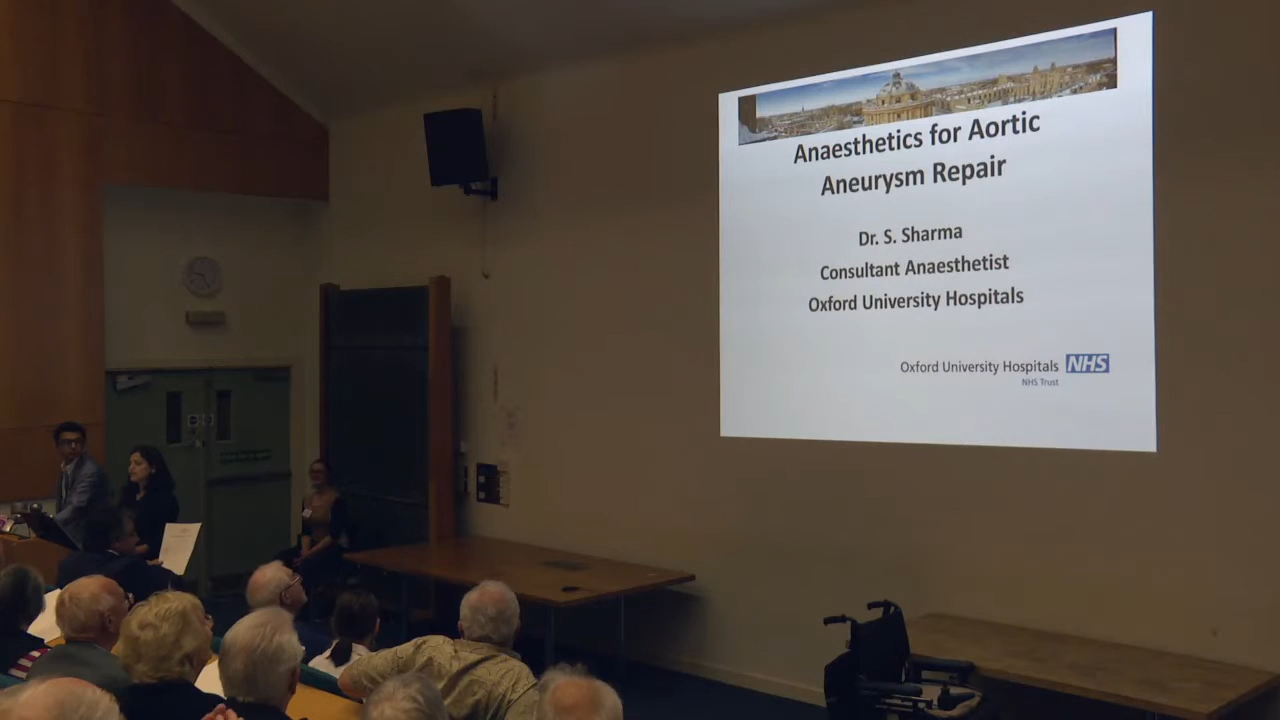 Anaesthetics for Aortic
Aneurysm Repair
Dr. S. Sharma
Consultant Anaesthetist
Oxford University Hospitals
Oxford University Hospitals NHS
NHS Trust